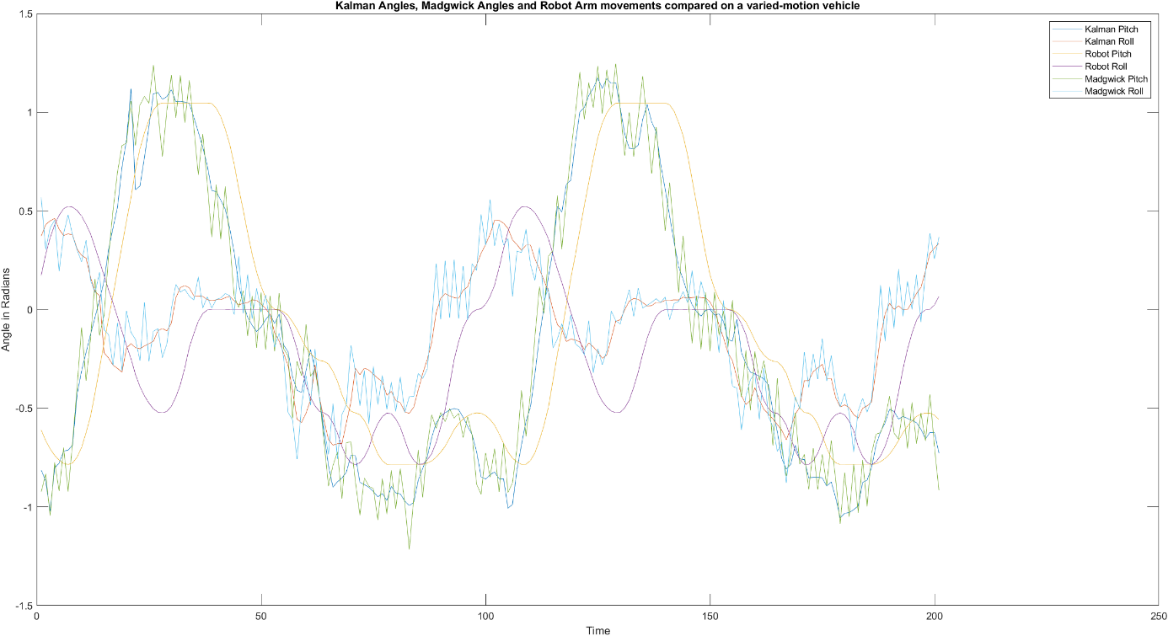 Kalman Angles, Madgwick Angles and Robot Arm movements compared on a varied-motion vehicle
1.5
1
0.5
0
-0.5
-1
-1.5
Angle in Radians
Kalman Pitch
Kalman Roll
Robot Pitch
Robot Roll
Madgwick Pitch
Madgwick Roll
0 50 100 150 200 250
Time